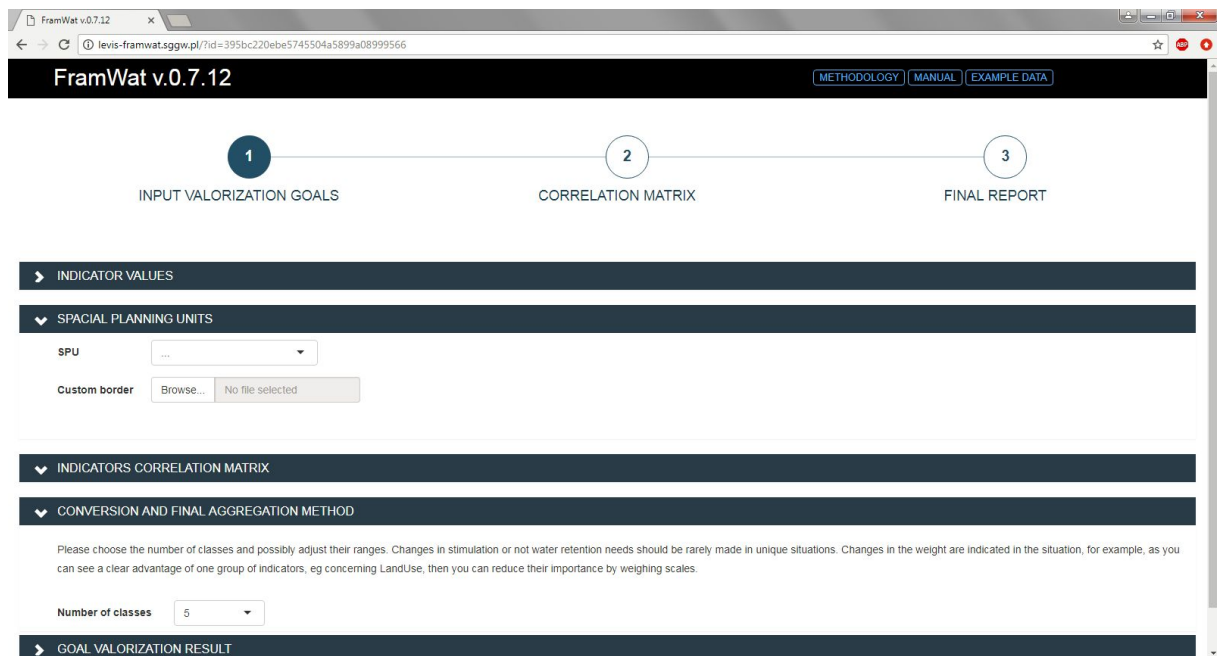 FramWat v.0.7.12
levis-framwat.sggw.pl/?id=395bc220ebe5745504a5899a08999566
ABP
FramWat v.0.7.12
METHODOLOGY MANUAL EXAMPLE DATA
1 2 3
INPUT VALORIZATION GOALS CORRELATION MATRIX FINAL REPORT
INDICATOR VALUES
SPACIAL PLANNING UNITS
SPU ...
Custom border Browse... No file selected
INDICATORS CORRELATION MATRIX
CONVERSION AND FINAL AGGREGATION METHOD
Please choose the number of classes and possibly adjust their ranges. Changes in stimulation or not water retention needs should be rarely made in unique situations. Changes in the weight are indicated in the situation, for example, as you
can see a clear advantage of one group of indicators, eg concerning LandUse, then you can reduce their importance by weighing scales.
Number of classes 5
GOAL VALORIZATION RESULT